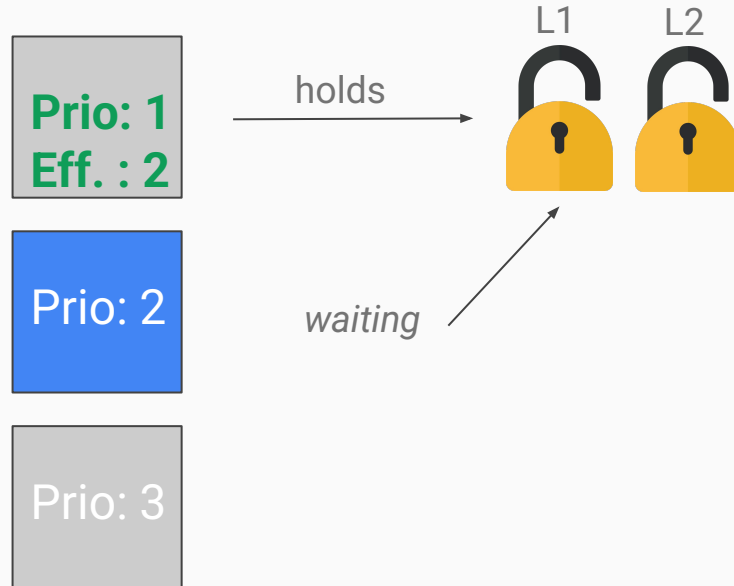 L1
L2
holds
Prio: 1
Eff. : 2
Prio: 2
waiting
Prio: 3